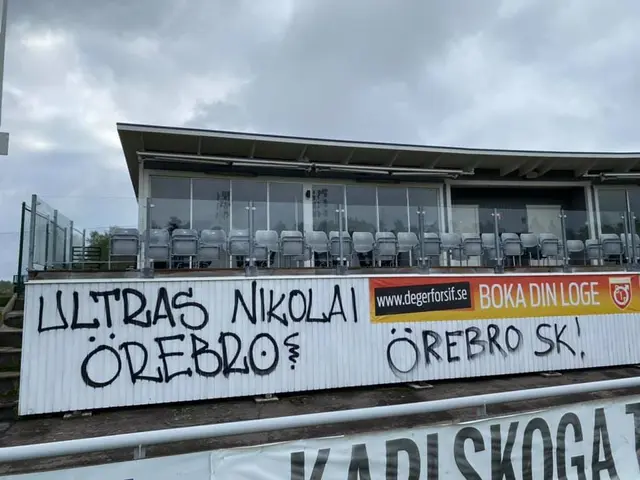 ULTRAS NIKOLAI
ÖREBRO
www.degerforsif.se BOKA DIN LOGE
ÖREBRO SK!
KARLSKOGA